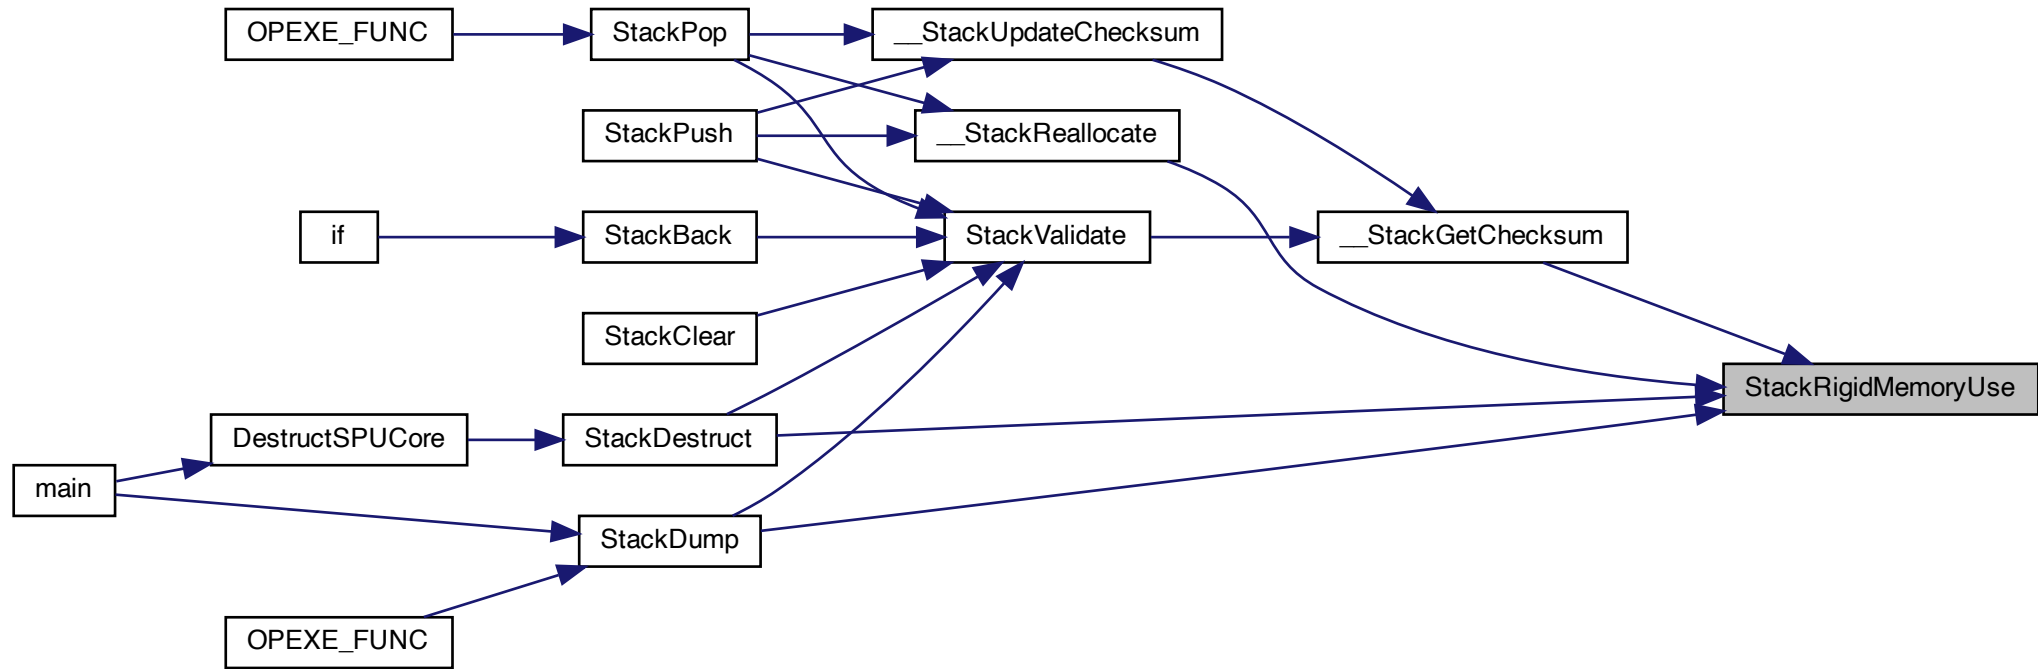 OPEXE_FUNC
StackPop
__StackUpdateChecksum
StackPush
__StackReallocate
if
StackBack
StackValidate
__StackGetChecksum
StackClear
StackRigidMemoryUse
DestructSPUCore
StackDestruct
main
StackDump
OPEXE_FUNC